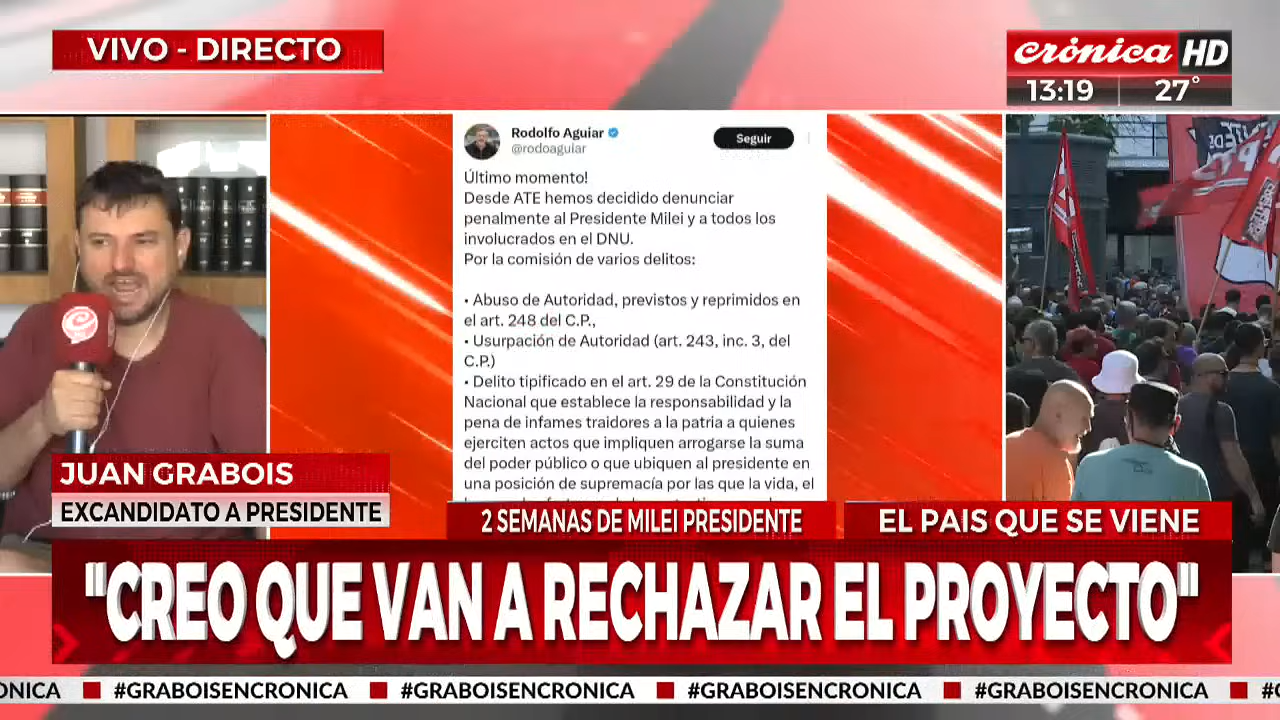 VIVO - DIRECTO
crónica HD
13:19 27°
Rodolfo Aguiar
@rodoaguiar
Seguir
Último momento!
Desde ATE hemos decidido denunciar
penalmente al Presidente Milei y a todos los
involucrados en el DNU.
Por la comisión de varios delitos:
• Abuso de Autoridad, previstos y reprimidos en
el art. 248 del C.P.,
• Usurpación de Autoridad (art. 243, inc. 3, del
C.P.)
• Delito tipificado en el art. 29 de la Constitución
Nacional que establece la responsabilidad y la
pena de infames traidores a la patria a quienes
ejerciten actos que impliquen arrogarse la suma
del poder público o que ubiquen al presidente en
una posición de supremacía por las que la vida, el
JUAN GRABOIS
EXCANDIDATO A PRESIDENTE
2 SEMANAS DE MILEI PRESIDENTE
EL PAIS QUE SE VIENE
"CREO QUE VAN A RECHAZAR EL PROYECTO"
ONICA #GRABOISENCRONICA #GRABOISENCRONICA #GRABOISENCRONICA #GRABOISENCRONICA #G